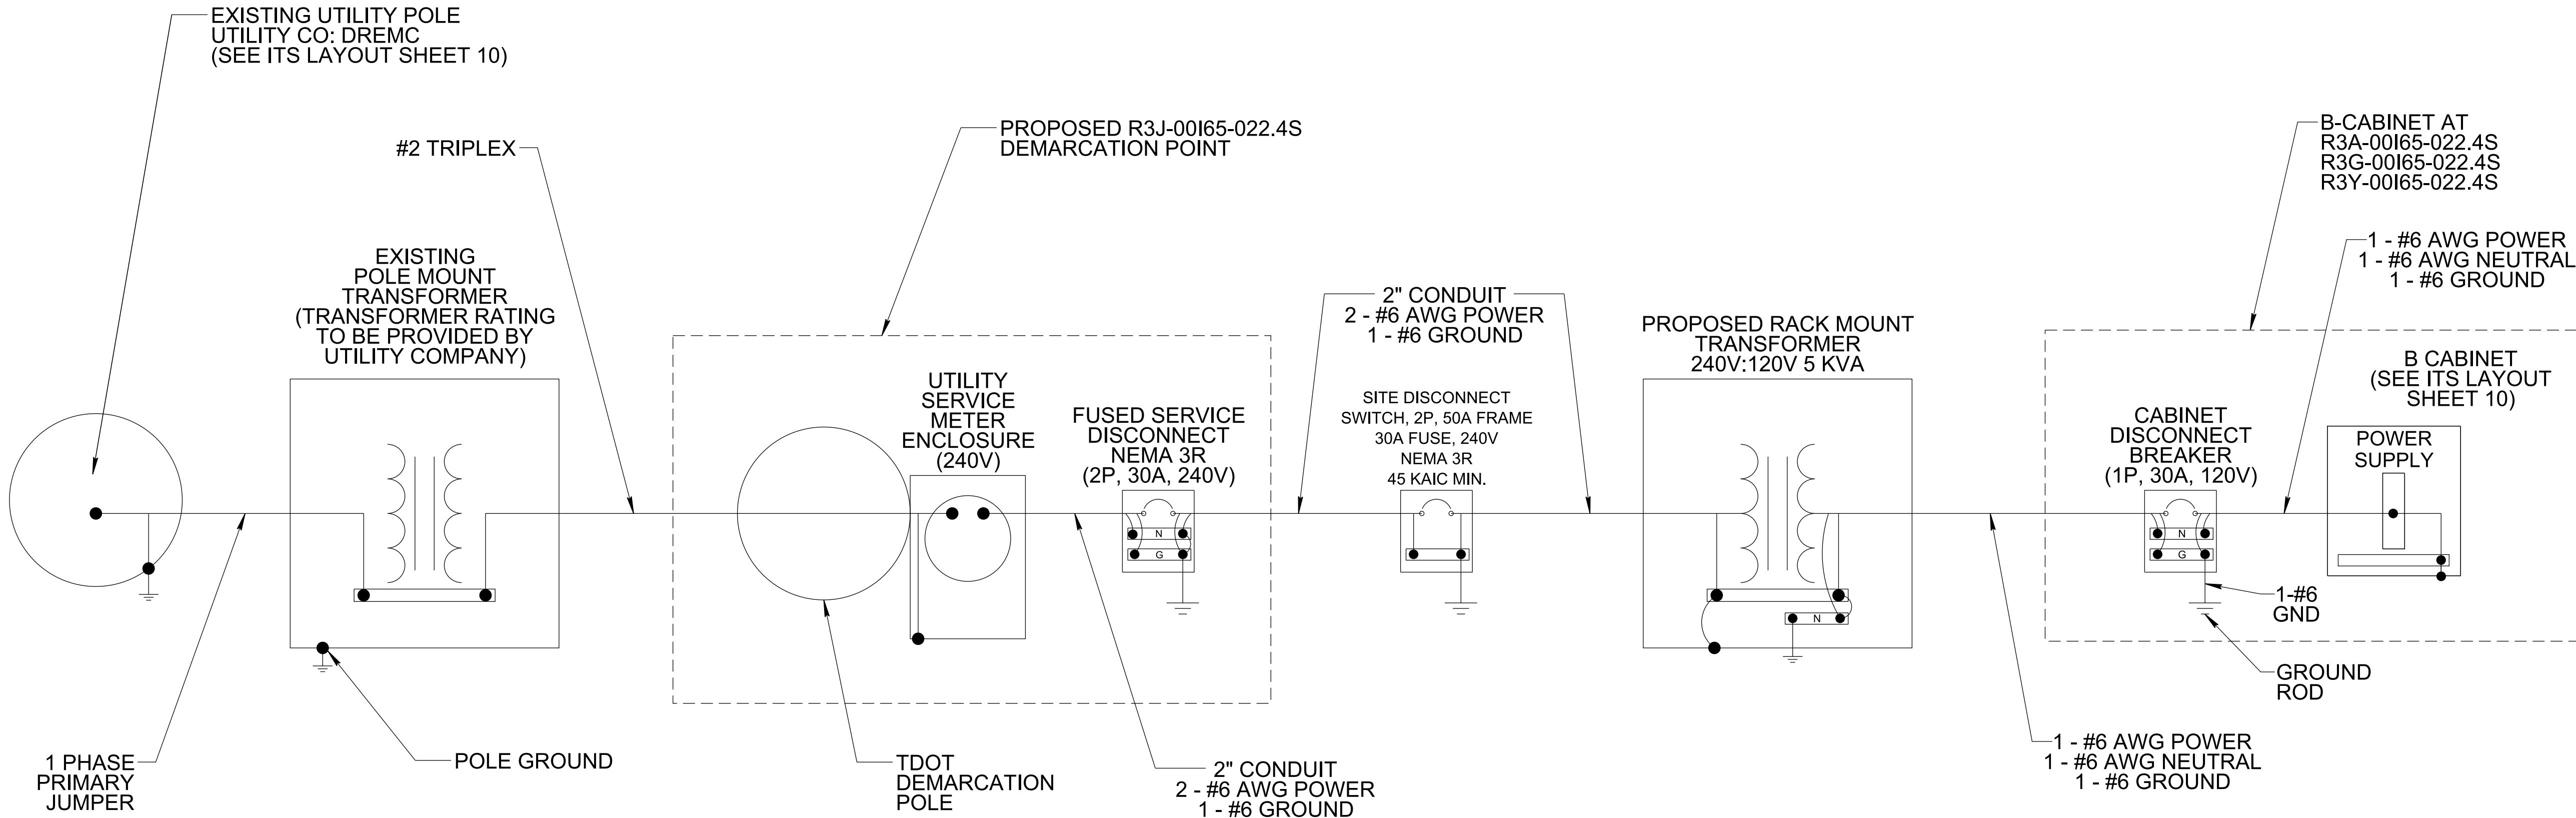 EXISTING UTILITY POLE
UTILITY CO: DREMC
(SEE ITS LAYOUT SHEET 10)
#2 TRIPLEX
EXISTING
POLE MOUNT
TRANSFORMER
(TRANSFORMER RATING
TO BE PROVIDED BY
UTILITY COMPANY)
1 PHASE
PRIMARY
JUMPER
POLE GROUND
PROPOSED R3J-00I65-022.4S
DEMARCATION POINT
UTILITY
SERVICE
METER
ENCLOSURE
(240V)
FUSED SERVICE
DISCONNECT
NEMA 3R
(2P, 30A, 240V)
N
G
TDOT
DEMARCATION
POLE
2" CONDUIT
2 - #6 AWG POWER
1 - #6 GROUND
2" CONDUIT
2 - #6 AWG POWER
1 - #6 GROUND
SITE DISCONNECT
SWITCH, 2P, 50A FRAME
30A FUSE, 240V
NEMA 3R
45 KAIC MIN.
PROPOSED RACK MOUNT
TRANSFORMER
240V:120V 5 KVA
N
1 - #6 AWG POWER
1 - #6 AWG NEUTRAL
1 - #6 GROUND
B-CABINET AT
R3A-00I65-022.4S
R3G-00I65-022.4S
R3Y-00I65-022.4S
1 - #6 AWG POWER
1 - #6 AWG NEUTRAL
1 - #6 GROUND
B CABINET
(SEE ITS LAYOUT
SHEET 10)
CABINET
DISCONNECT
BREAKER
(1P, 30A, 120V)
N
G
POWER
SUPPLY
1-#6
GND
GROUND
ROD